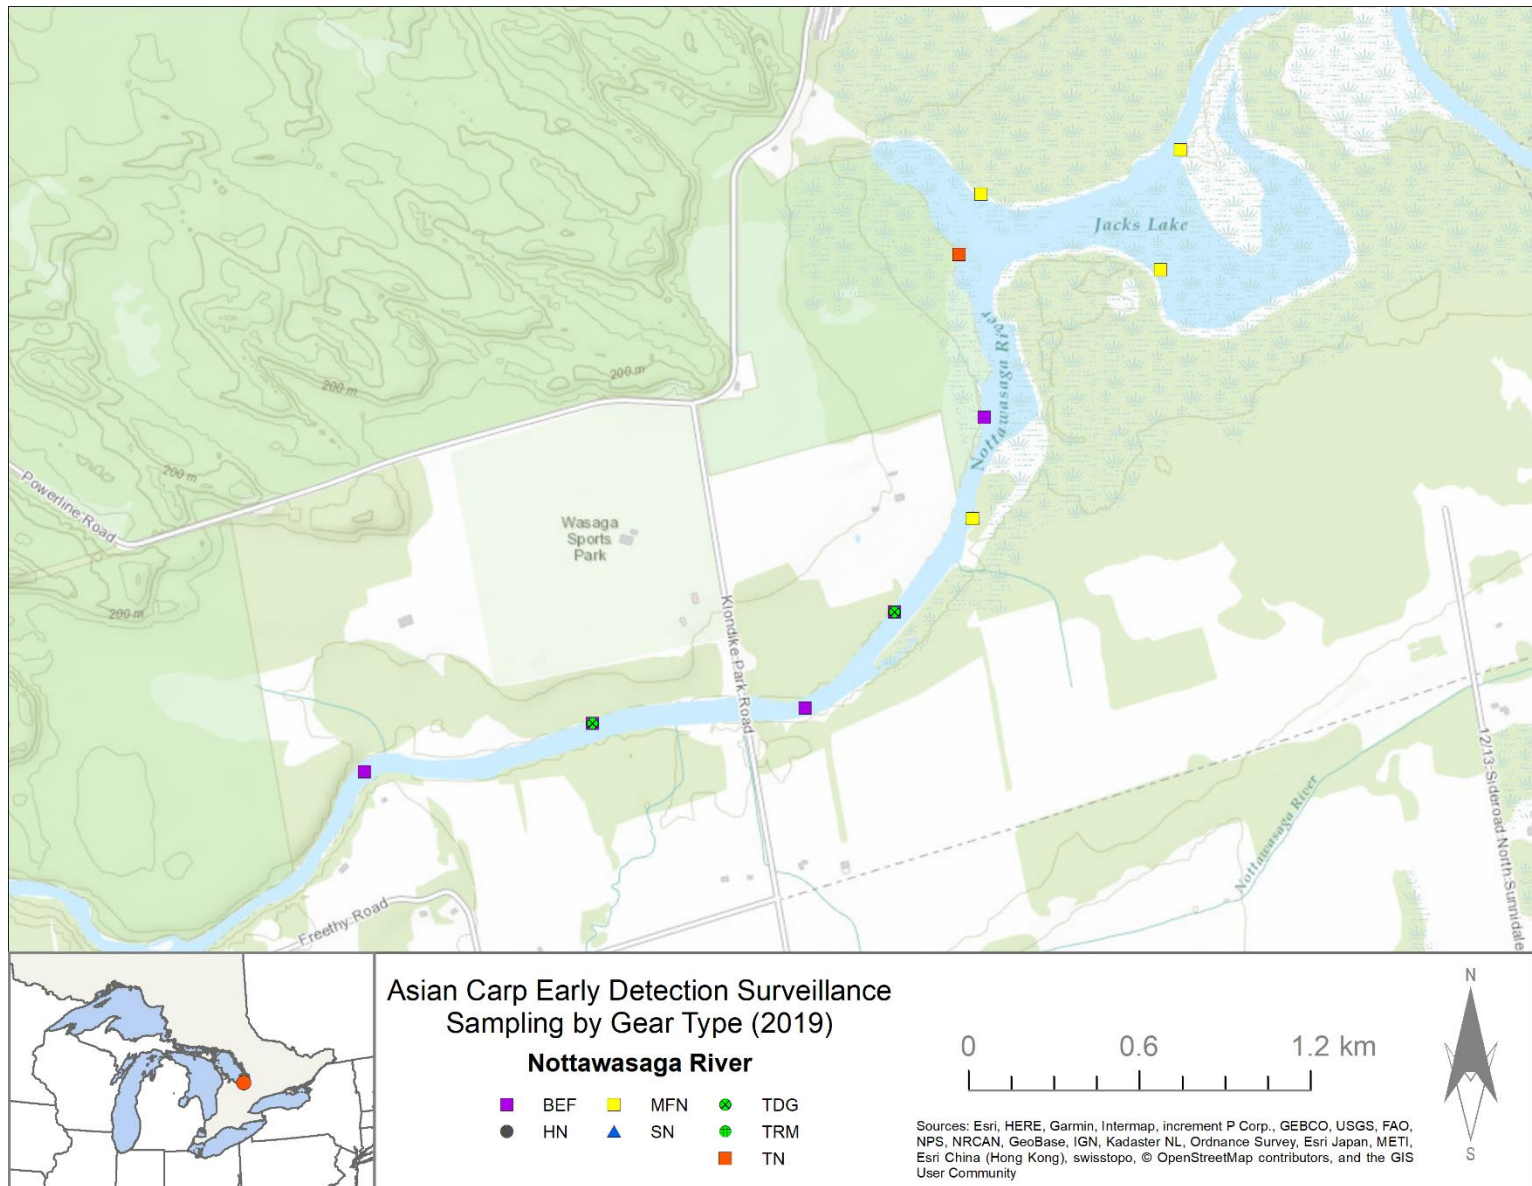 Jacks Lake
Nottawasaga River
200 m
200 m
200 m
200 m
Powerline Road
Wasaga
Sports
Park
Klondike Park Road
12/13 Sideroad North Sunnidale
Nottawasaga River
Freethy Road
Asian Carp Early Detection Surveillance
Sampling by Gear Type (2019)
Nottawasaga River
BEF MFN TDG
HN SN TRM
TN
0 0.6 1.2 km
N
S
Sources: Esri, HERE, Garmin, Intermap, increment P Corp., GEBCO, USGS, FAO,
NPS, NRCAN, GeoBase, IGN, Kadaster NL, Ordnance Survey, Esri Japan, METI,
Esri China (Hong Kong), swisstopo, © OpenStreetMap contributors, and the GIS
User Community